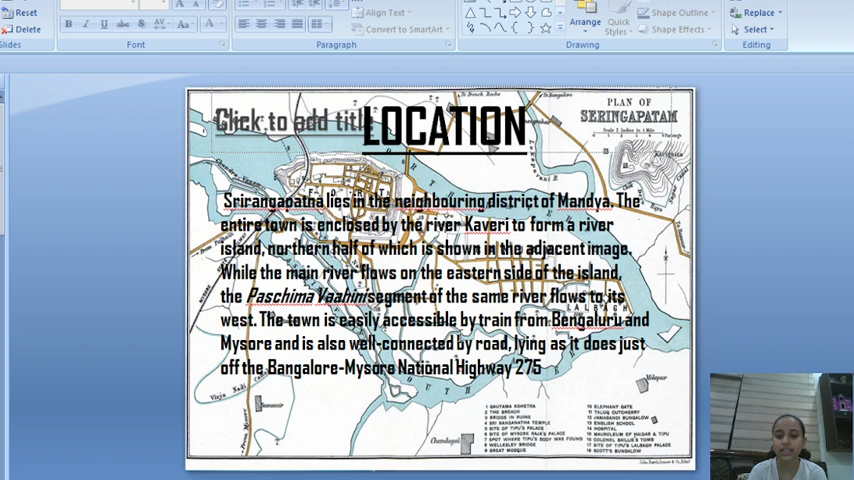 Reset
Delete
Slides
Font
Align Text
Convert to SmartArt
Paragraph
Arrange
Quick
Styles
Shape Outline
Shape Effects
Drawing
Replace
Select
Editing
Click to add title
LOCATION
PLAN OF
SERINGAPATAM
Srirangapatna lies in the neighbouring district of Mandya. The
entire town is enclosed by the river Kaveri to form a river
island, northern half of which is shown in the adjacent image.
While the main river flows on the eastern side of the island,
the Paschima Vaahini segment of the same river flows to its
west. The town is easily accessible by train from Bengaluru and
Mysore and is also well-connected by road, lying as it does just
off the Bangalore-Mysore National Highway 275
LALBAGH
SOUTH
1 GAUTAMA KSHETRA
2 THE BREACH
3 BRIDGE IN RUINS
4 SRI RANGANATHA TEMPLE
5 SITE OF TIPU'S PALACE
6 SITE OF MYSORE RAJA'S PALACE
7 SPOT WHERE TIPU'S BODY WAS FOUND
8 WELLESLEY BRIDGE
9 GREAT MOSQUE
10 ELEPHANT GATE
11 TALUQ CUTCHERRY
12 JANABANDI BUNGALOW
13 ENGLISH SCHOOL
14 HOSPITAL
15 MAUSOLEUM OF HAIDAR & TIPU
16 COLONEL BAILLIE'S TOMB
17 SITE OF TIPU'S LALBAGH PALACE
18 SCOTT'S BUNGALOW